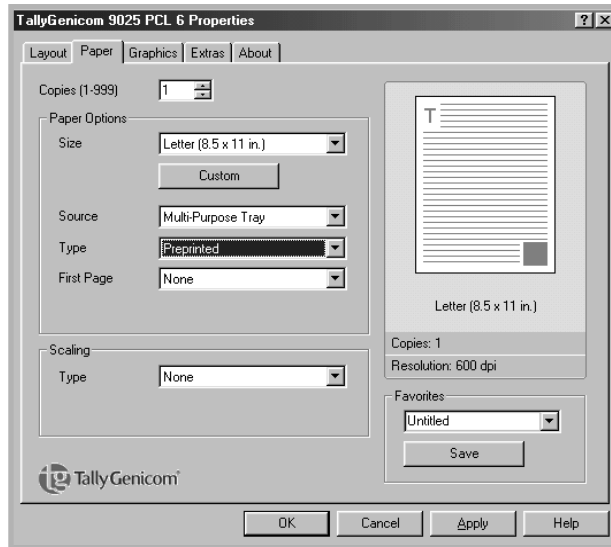 TallyGenicom 9025 PCL 6 Properties
Layout Paper Graphics Extras About
Copies (1-999) 1
Paper Options
Size Letter (8.5 x 11 in.)
Custom
Source Multi-Purpose Tray
Type Preprinted
First Page None
Scaling
Type None
TallyGenicom
T
Letter (8.5 x 11 in.)
Copies: 1
Resolution: 600 dpi
Favorites
Untitled
Save
OK Cancel Apply Help